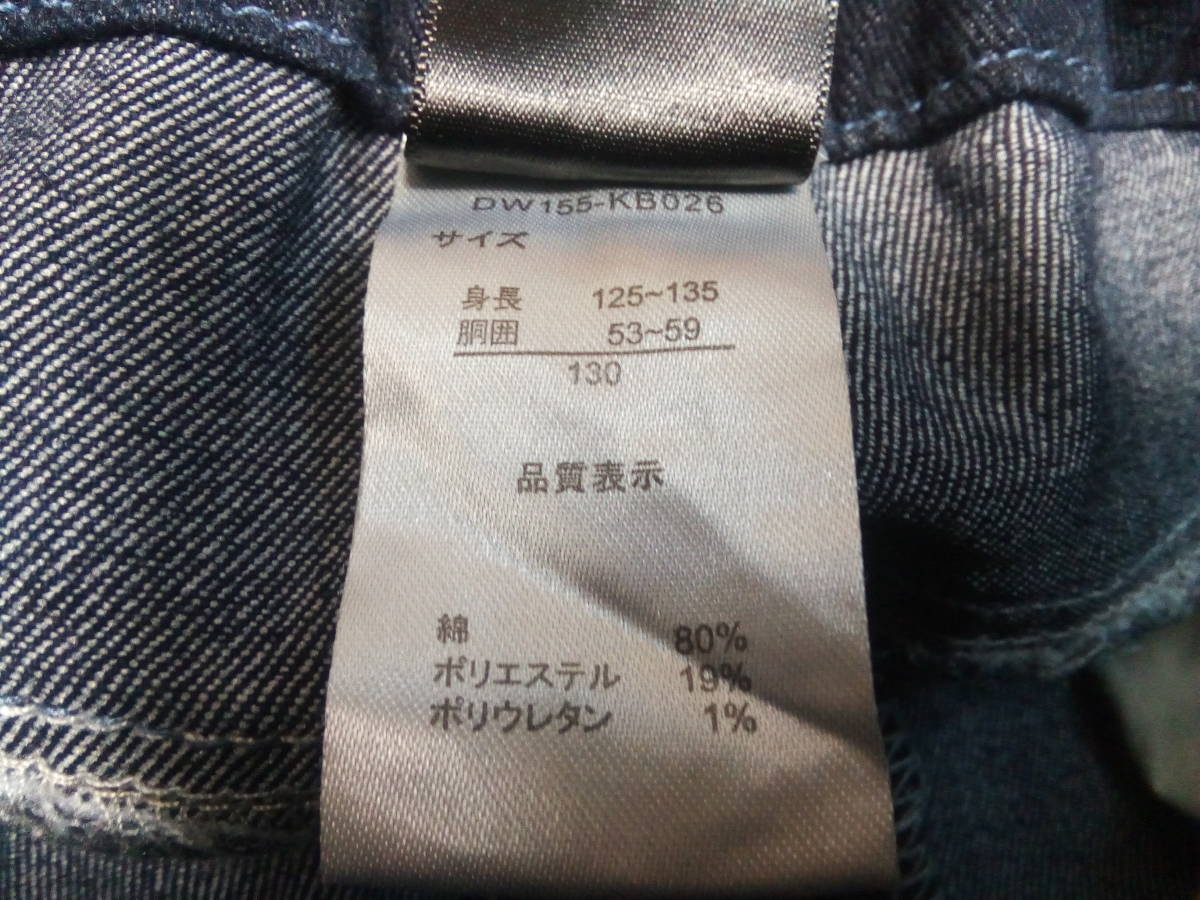 DW155-KB026
サイズ
身長 125~135
胴囲 53~59
130
品質表示
綿 80%
ポリエステル 19%
ポリウレタン 1%